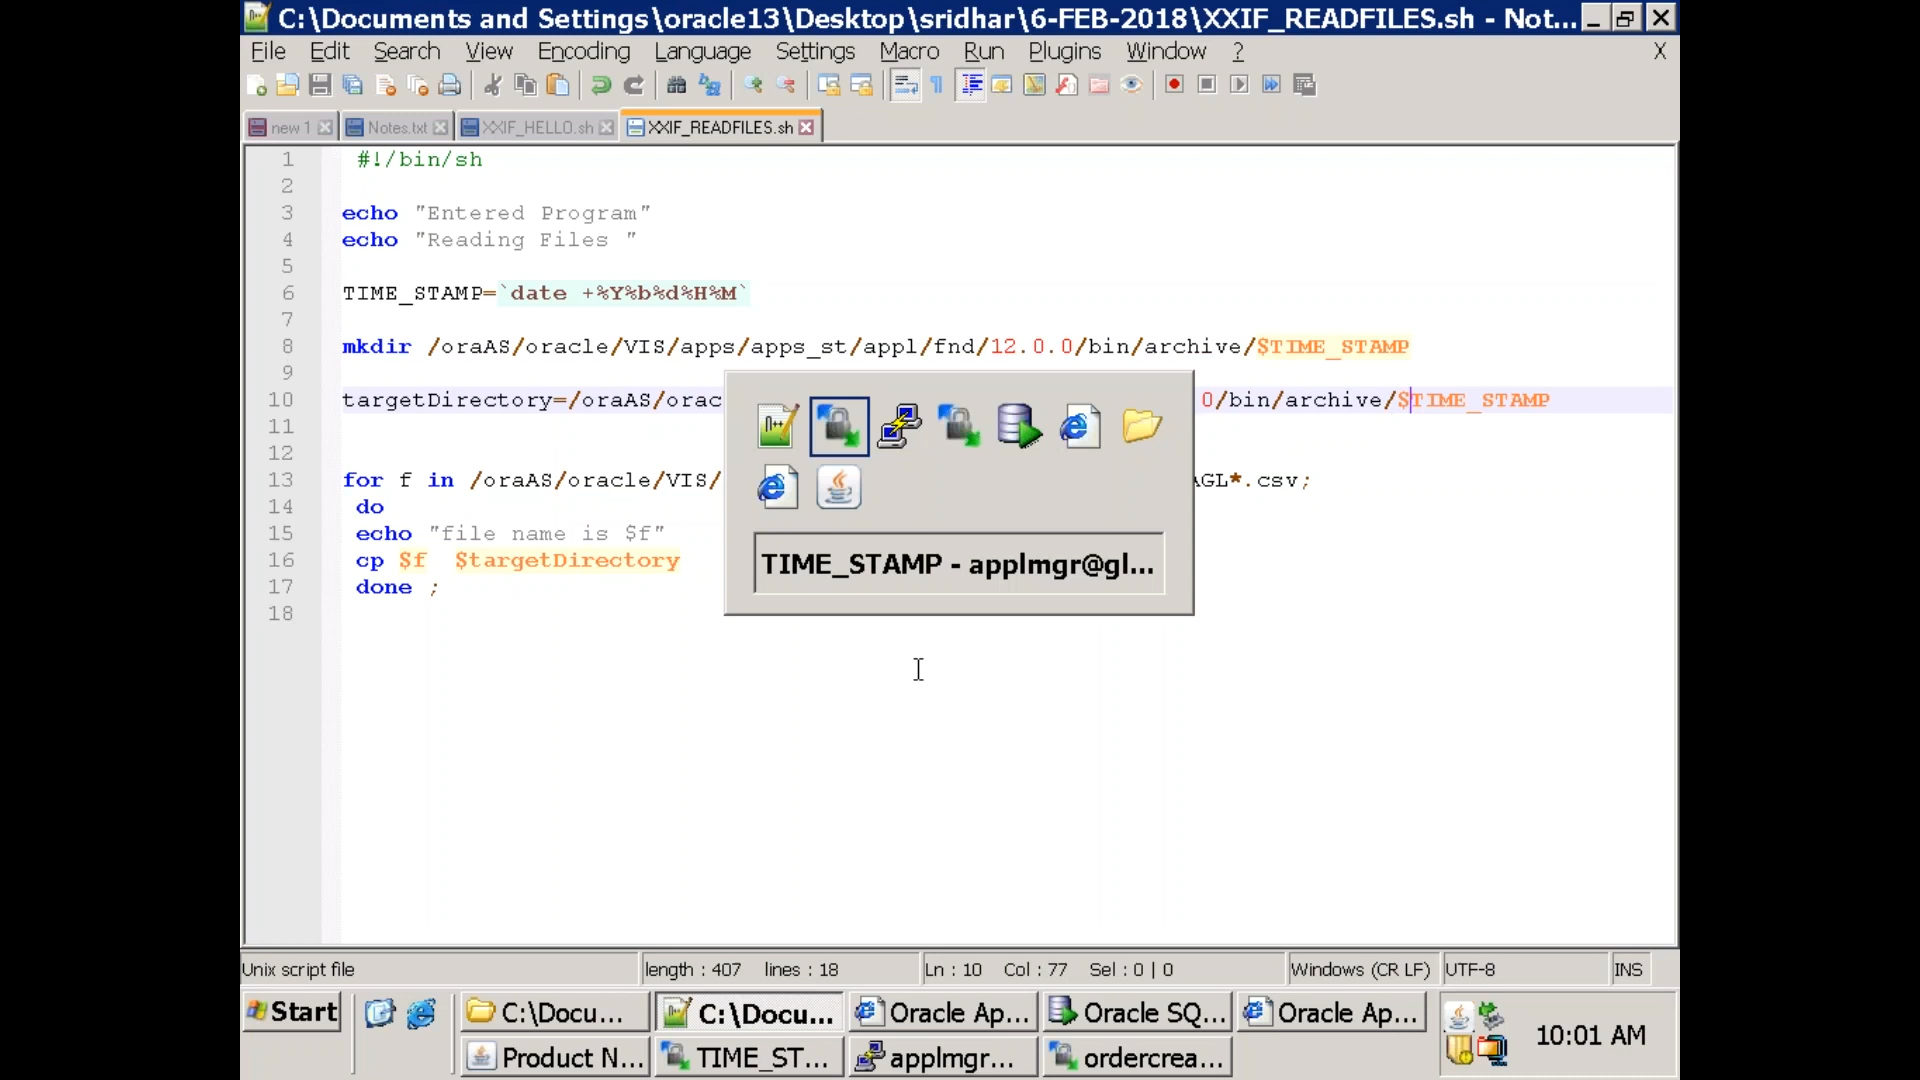 C:\Documents and Settings\oracle13\Desktop\sridhar\6-FEB-2018\XXIF_READFILES.sh - Not...
File Edit Search View Encoding Language Settings Macro Run Plugins Window ? X
new 1 Notes.txt XXIF_HELLO.sh XXIF_READFILES.sh
1 #!/bin/sh
2
3 echo "Entered Program"
4 echo "Reading Files "
5
6 TIME_STAMP=`date +%Y%b%d%H%M`
7
8 mkdir /oraAS/oracle/VIS/apps/apps_st/appl/fnd/12.0.0/bin/archive/$TIME_STAMP
9
10 targetDirectory=/oraAS/orac 0/bin/archive/$TIME_STAMP
11
12
13 for f in /oraAS/oracle/VIS/ AGL*.csv;
14 do
15 echo "file name is $f"
16 cp $f $targetDirectory
17 done ;
18
TIME_STAMP - applmgr@gl...
Unix script file length : 407 lines : 18 Ln : 10 Col : 77 Sel : 0 | 0 Windows (CR LF) UTF-8 INS
Start C:\Docu... C:\Docu... Oracle Ap... Oracle SQ... Oracle Ap... 10:01 AM
Product N... TIME_ST... applmgr... ordercrea...